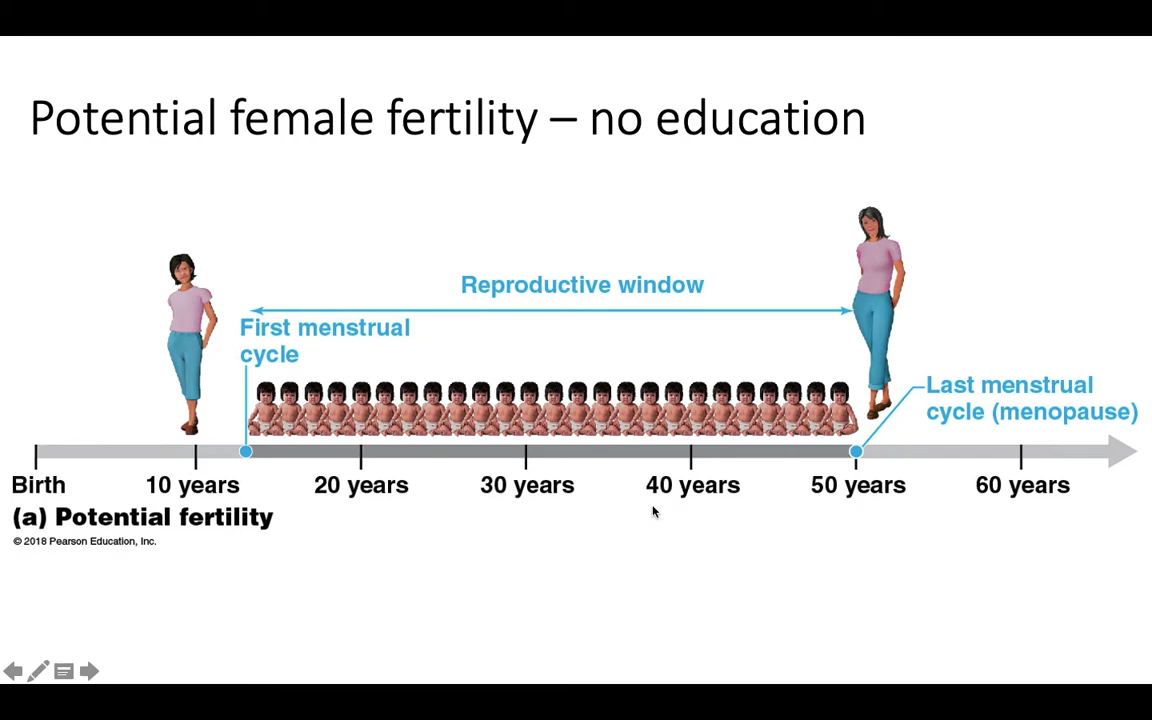 Potential female fertility – no education
Reproductive window
First menstrual
cycle
Last menstrual
cycle (menopause)
Birth 10 years 20 years 30 years 40 years 50 years 60 years
(a) Potential fertility
© 2018 Pearson Education, Inc.